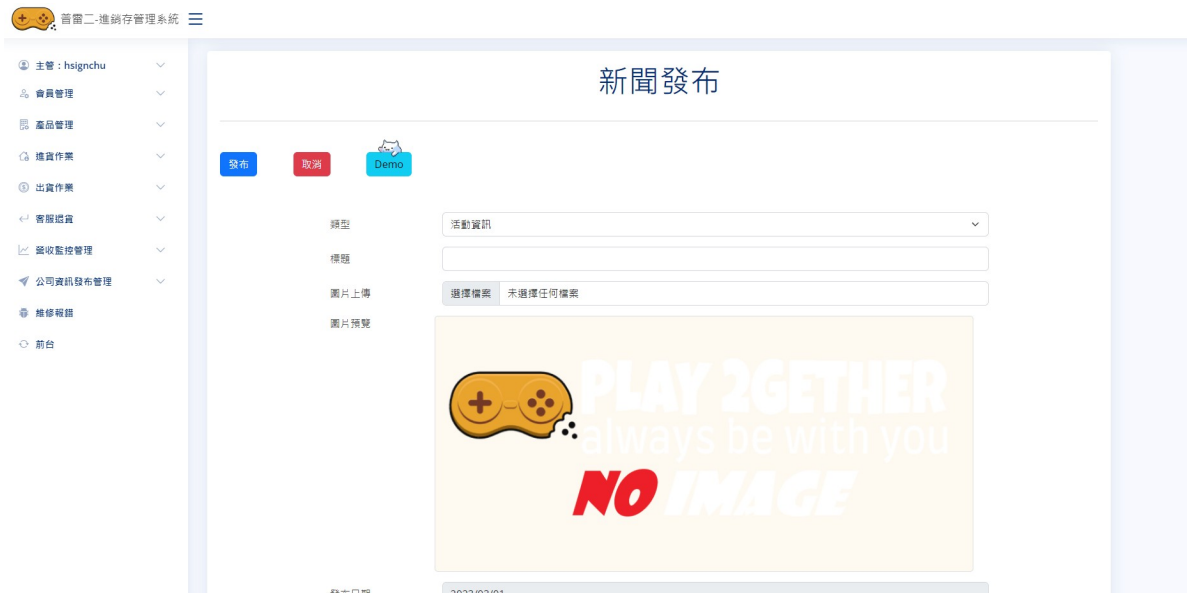 普雷二-進銷存管理系統
主管：hsignchu
會員管理
產品管理
進貨作業
出貨作業
客服退貨
營收監控管理
公司資訊發布管理
維修報錯
前台
新聞發布
發布 取消 Demo
類型 活動資訊
標題
圖片上傳 選擇檔案 未選擇任何檔案
圖片預覽
PLAY 2GETHER
always be with you
NO IMAGE
發布日期